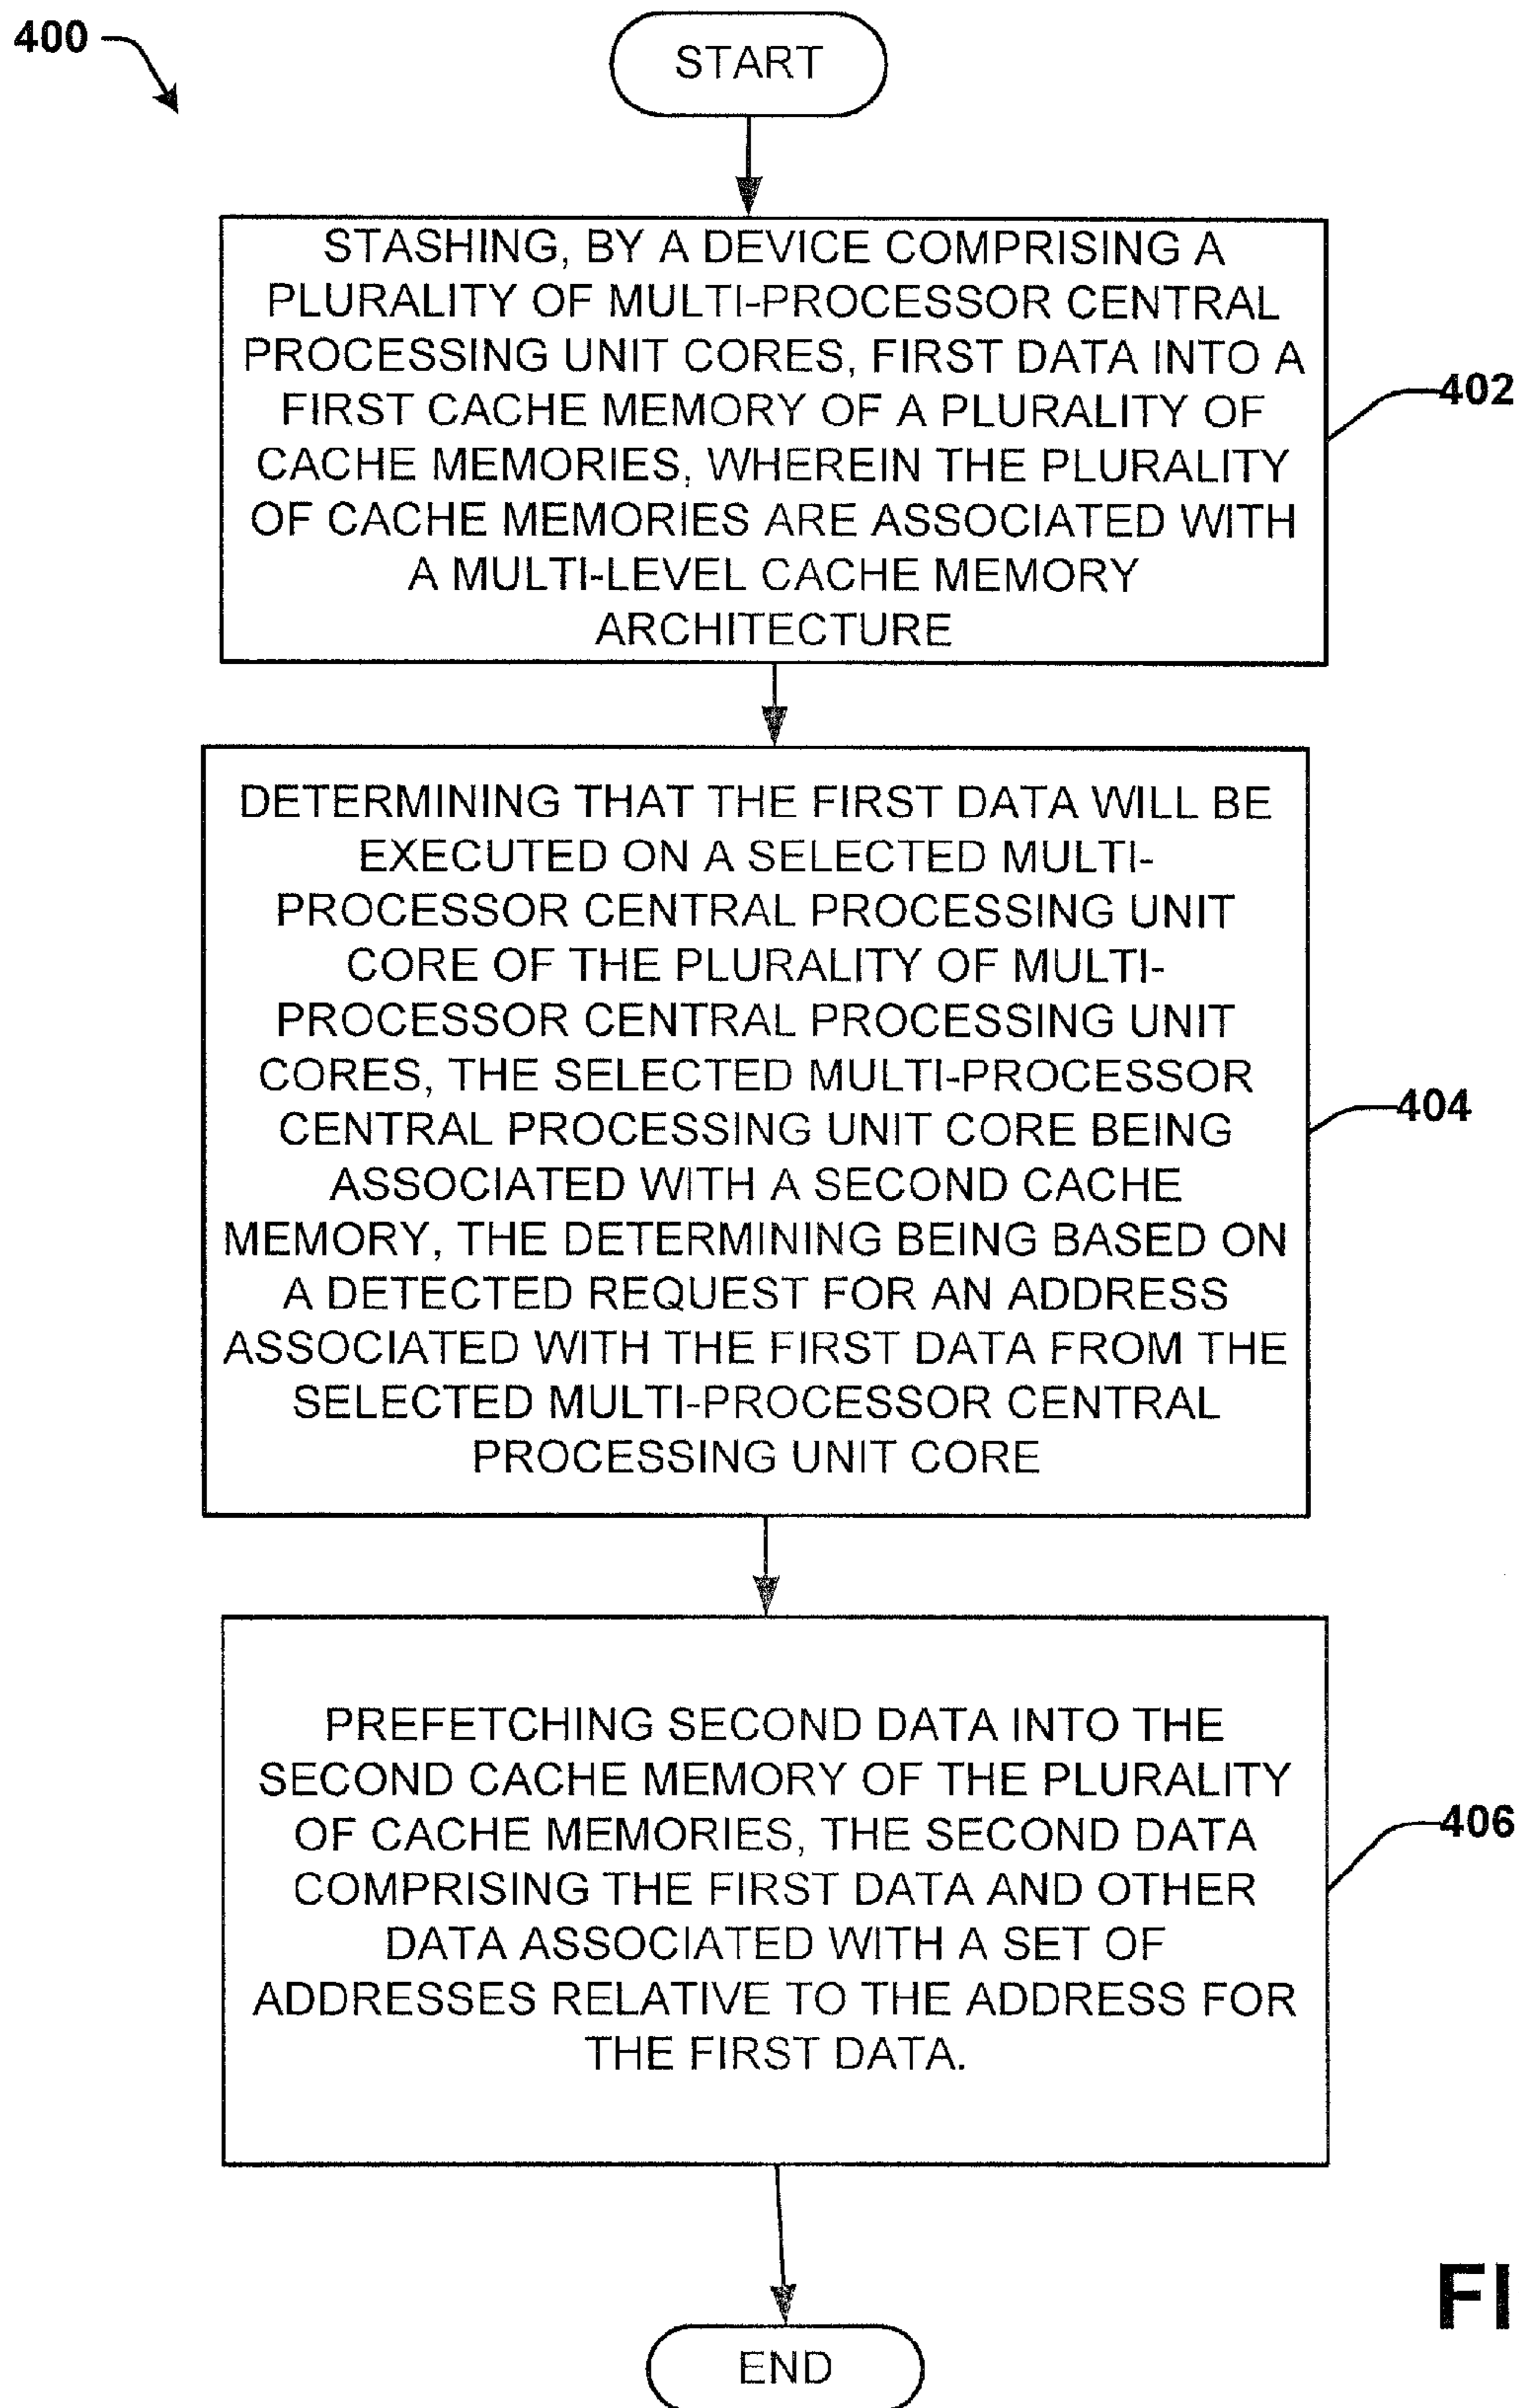 400
START
STASHING, BY A DEVICE COMPRISING A
PLURALITY OF MULTI-PROCESSOR CENTRAL
PROCESSING UNIT CORES, FIRST DATA INTO A
FIRST CACHE MEMORY OF A PLURALITY OF
CACHE MEMORIES, WHEREIN THE PLURALITY
OF CACHE MEMORIES ARE ASSOCIATED WITH
A MULTI-LEVEL CACHE MEMORY
ARCHITECTURE
402
DETERMINING THAT THE FIRST DATA WILL BE
EXECUTED ON A SELECTED MULTI-
PROCESSOR CENTRAL PROCESSING UNIT
CORE OF THE PLURALITY OF MULTI-
PROCESSOR CENTRAL PROCESSING UNIT
CORES, THE SELECTED MULTI-PROCESSOR
CENTRAL PROCESSING UNIT CORE BEING
ASSOCIATED WITH A SECOND CACHE
MEMORY, THE DETERMINING BEING BASED ON
A DETECTED REQUEST FOR AN ADDRESS
ASSOCIATED WITH THE FIRST DATA FROM THE
SELECTED MULTI-PROCESSOR CENTRAL
PROCESSING UNIT CORE
404
PREFETCHING SECOND DATA INTO THE
SECOND CACHE MEMORY OF THE PLURALITY
OF CACHE MEMORIES, THE SECOND DATA
COMPRISING THE FIRST DATA AND OTHER
DATA ASSOCIATED WITH A SET OF
ADDRESSES RELATIVE TO THE ADDRESS FOR
THE FIRST DATA.
406
FI
END